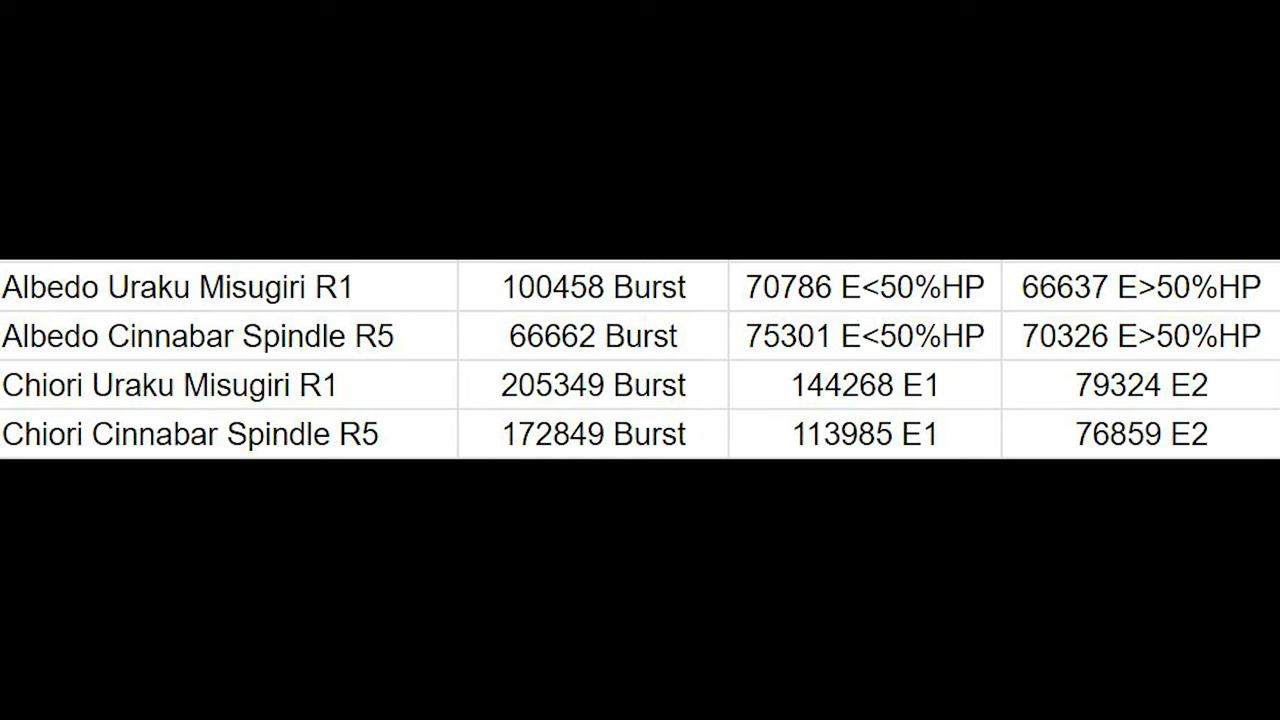 Albedo Uraku Misugiri R1 100458 Burst 70786 E<50%HP 66637 E>50%HP
Albedo Cinnabar Spindle R5 66662 Burst 75301 E<50%HP 70326 E>50%HP
Chiori Uraku Misugiri R1 205349 Burst 144268 E1 79324 E2
Chiori Cinnabar Spindle R5 172849 Burst 113985 E1 76859 E2